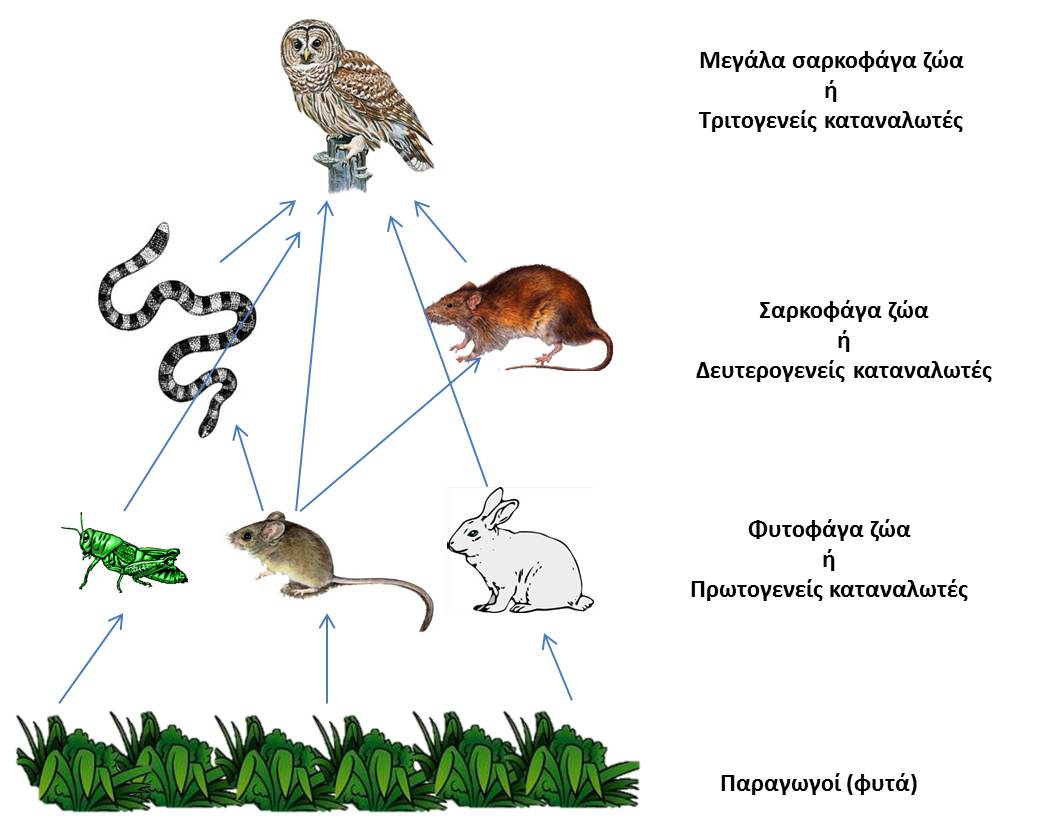 Μεγάλα σαρκοφάγα ζώα
ή
Τριτογενείς καταναλωτές
Σαρκοφάγα ζώα
ή
Δευτερογενείς καταναλωτές
Φυτοφάγα ζώα
ή
Πρωτογενείς καταναλωτές
Παραγωγοί (φυτά)